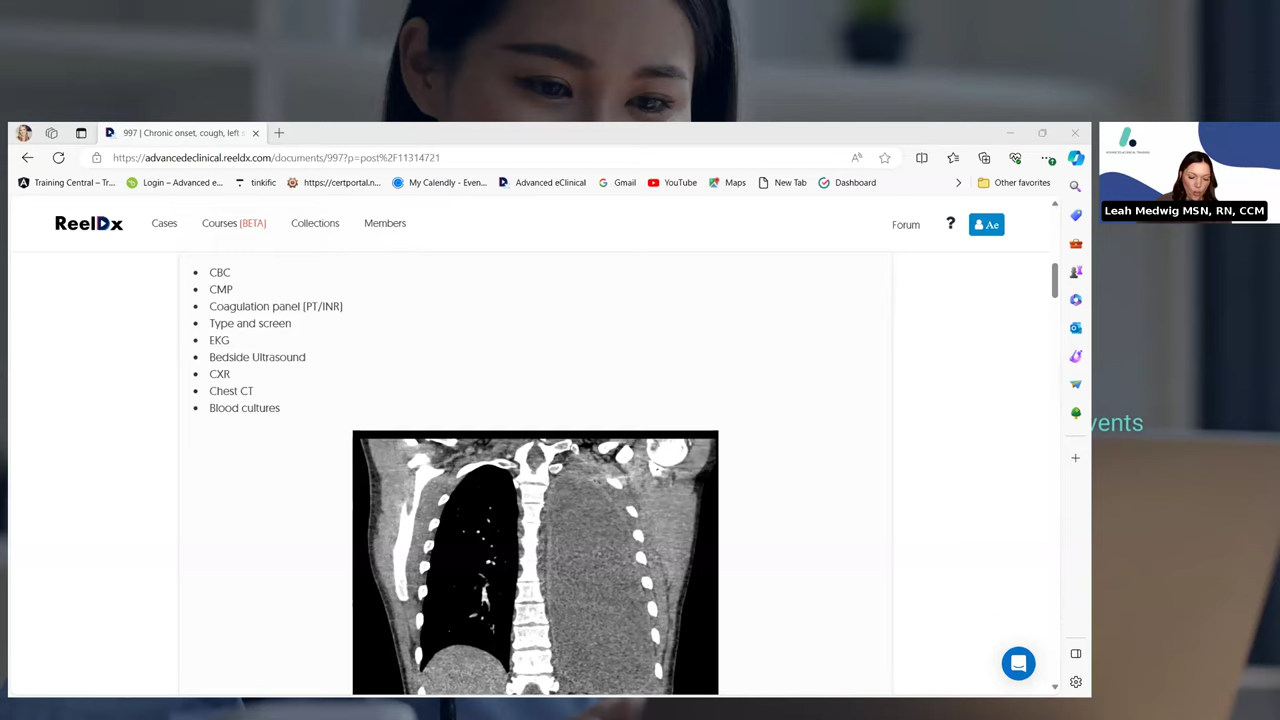 997 | Chronic onset, cough, left
https://advancedeclinical.reeldx.com/documents/997?p=post%2F11314721
Training Central – Tr...
Login – Advanced e...
tinkific
https://certportal.n...
My Calendly - Even...
Advanced eClinical
Gmail
YouTube
Maps
New Tab
Dashboard
Other favorites
ReelDx
Cases
Courses [BETA]
Collections
Members
Forum
?
Ae
Leah Medwig MSN, RN, CCM
CBC
CMP
Coagulation panel (PT/INR)
Type and screen
EKG
Bedside Ultrasound
CXR
Chest CT
Blood cultures
vents